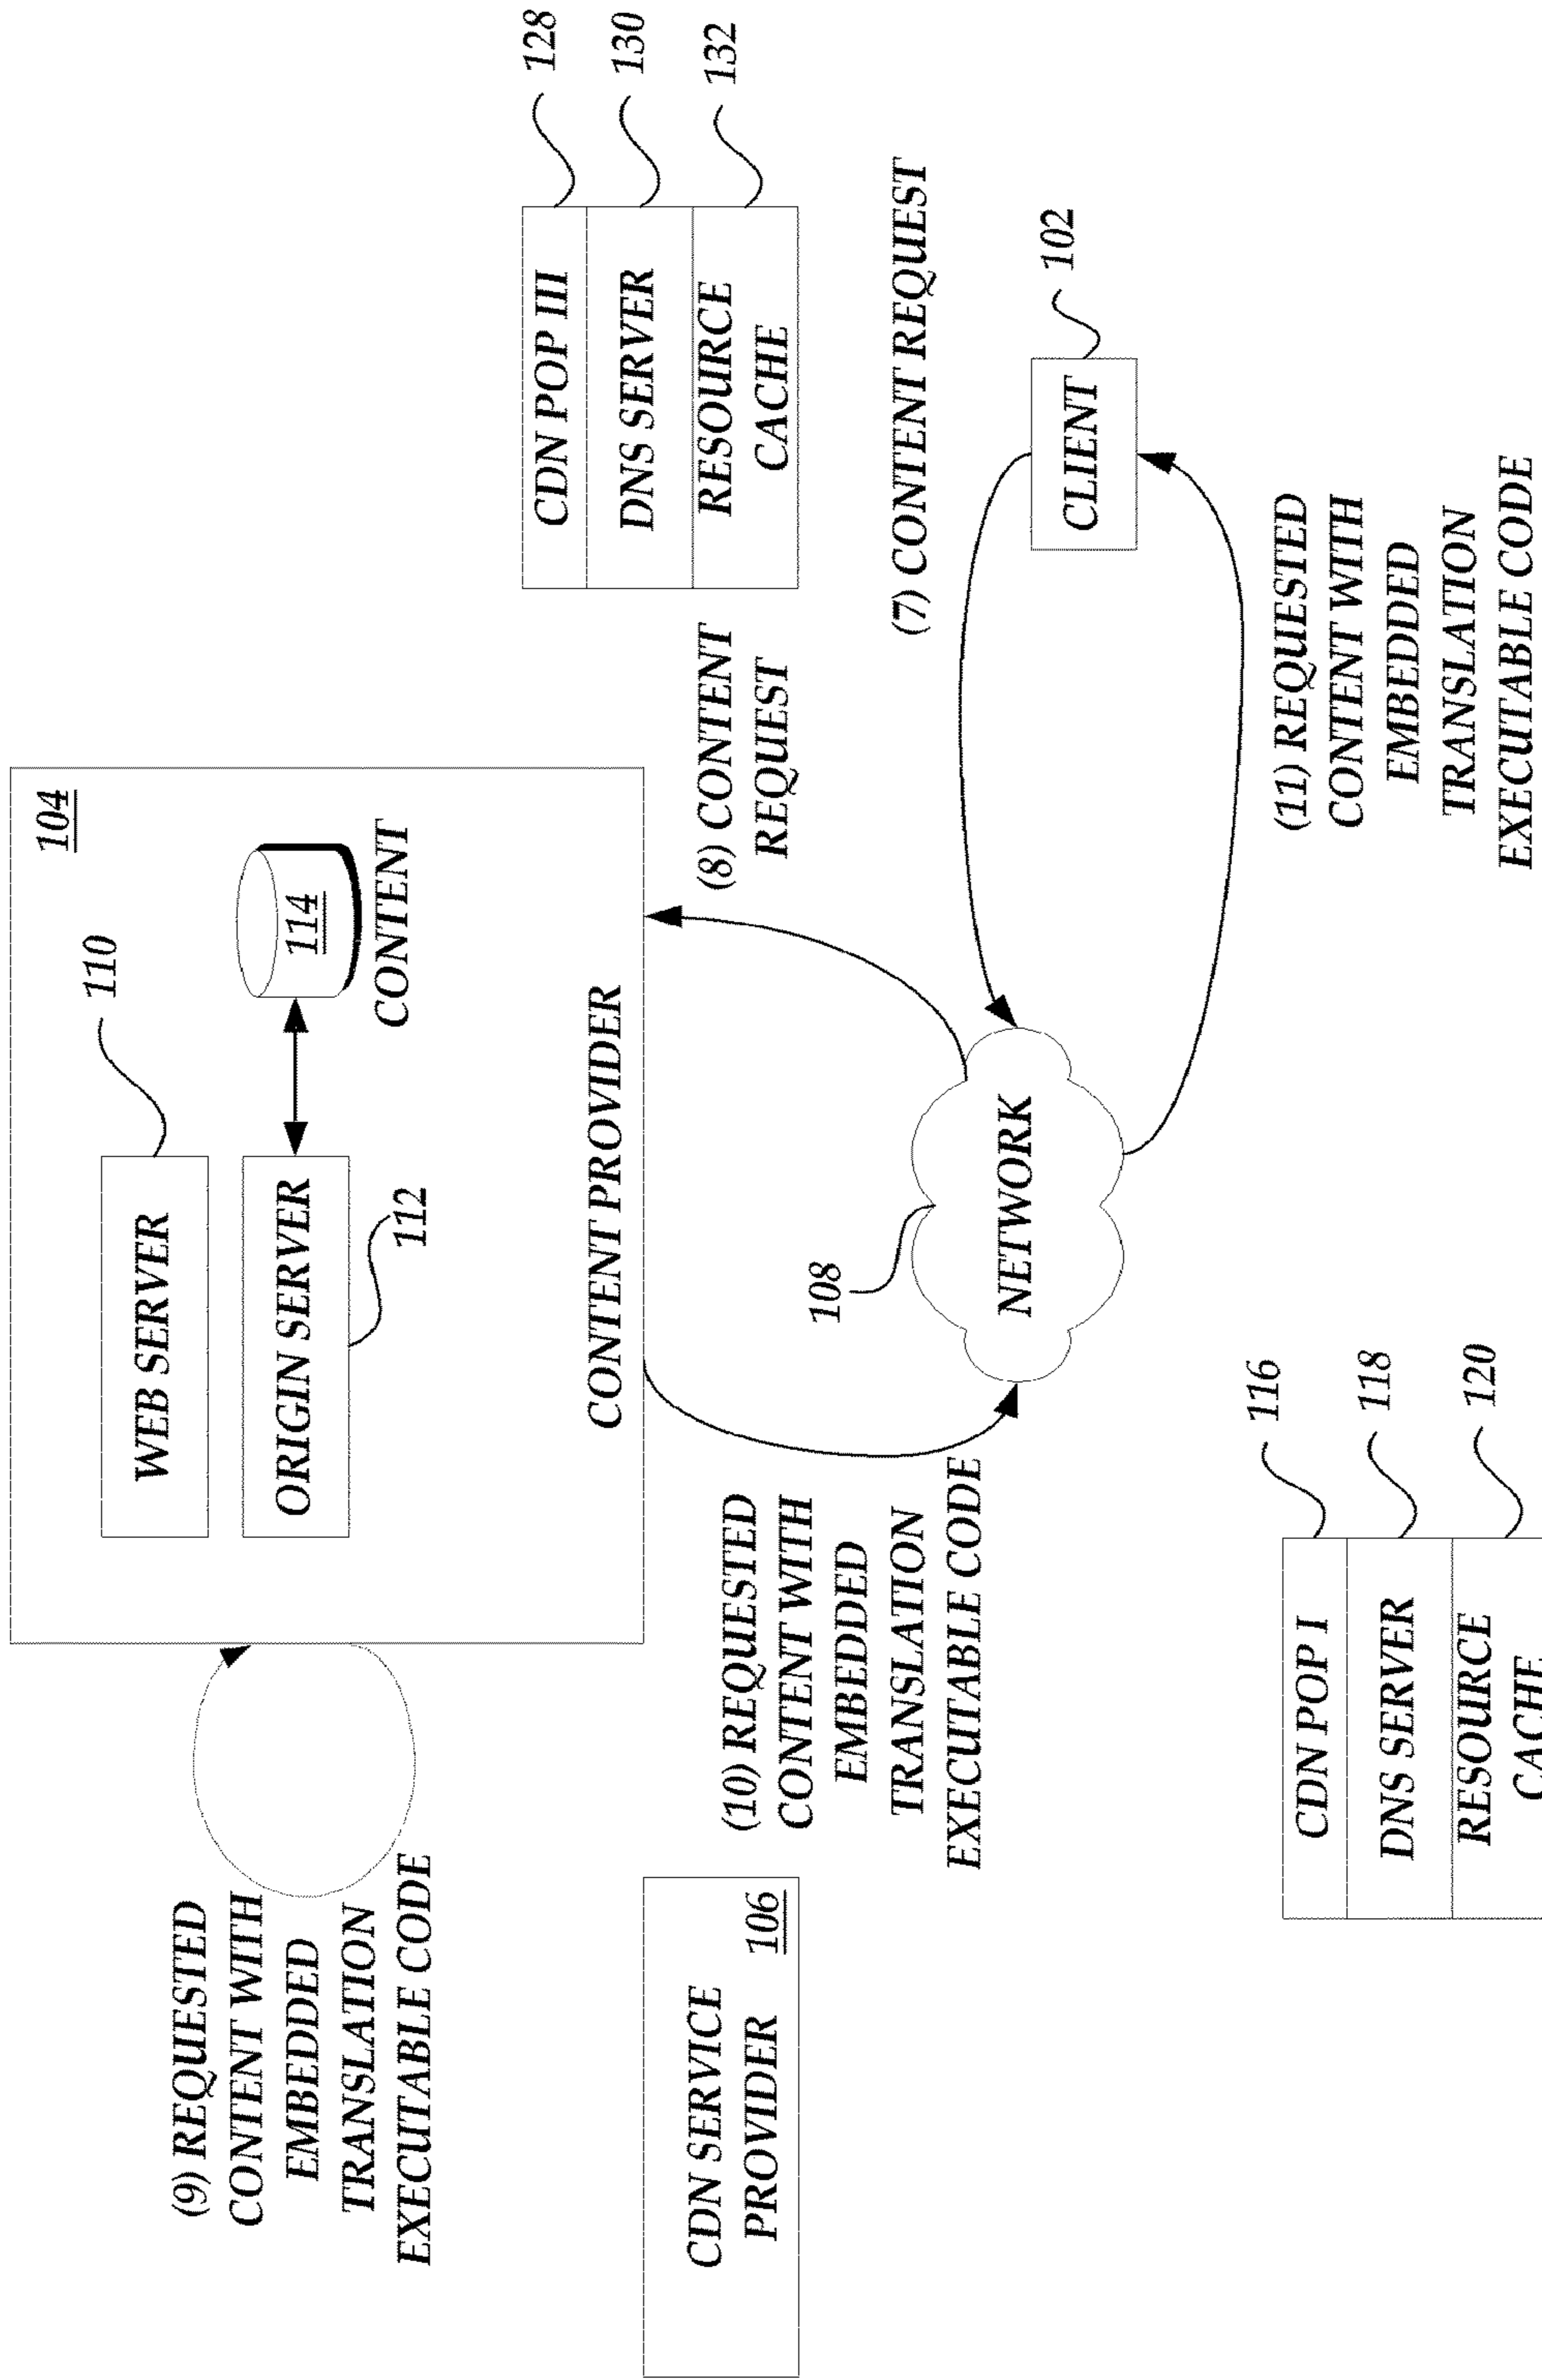 104
WEB SERVER
110
ORIGIN SERVER
112
114
CONTENT
CONTENT PROVIDER
(9) REQUESTED
CONTENT WITH
EMBEDDED
TRANSLATION
EXECUTABLE CODE
CDN SERVICE
PROVIDER 106
(10) REQUESTED
CONTENT WITH
EMBEDDED
TRANSLATION
EXECUTABLE CODE
(8) CONTENT
REQUEST
CDN POP III
128
DNS SERVER
130
RESOURCE
CACHE
132
108
NETWORK
(7) CONTENT REQUEST
CLIENT
102
(11) REQUESTED
CONTENT WITH
EMBEDDED
TRANSLATION
EXECUTABLE CODE
CDN POP I
116
DNS SERVER
118
RESOURCE
CACHE
120